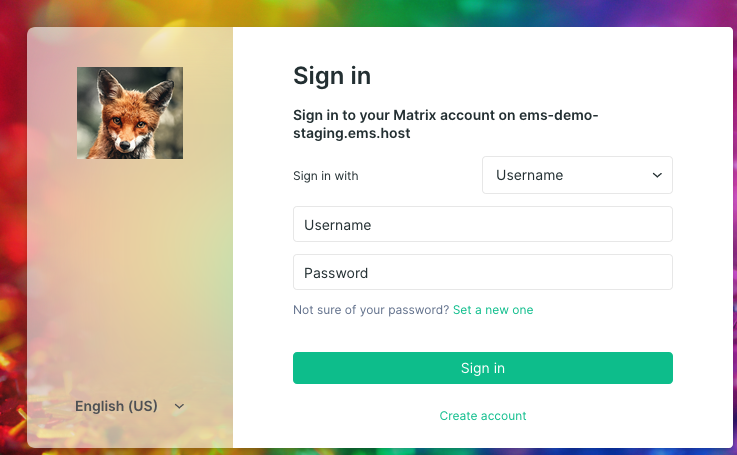 Sign in
Sign in to your Matrix account on ems-demo-
staging.ems.host
Sign in with
Username
Username
Password
Not sure of your password? Set a new one
Sign in
English (US)
Create account